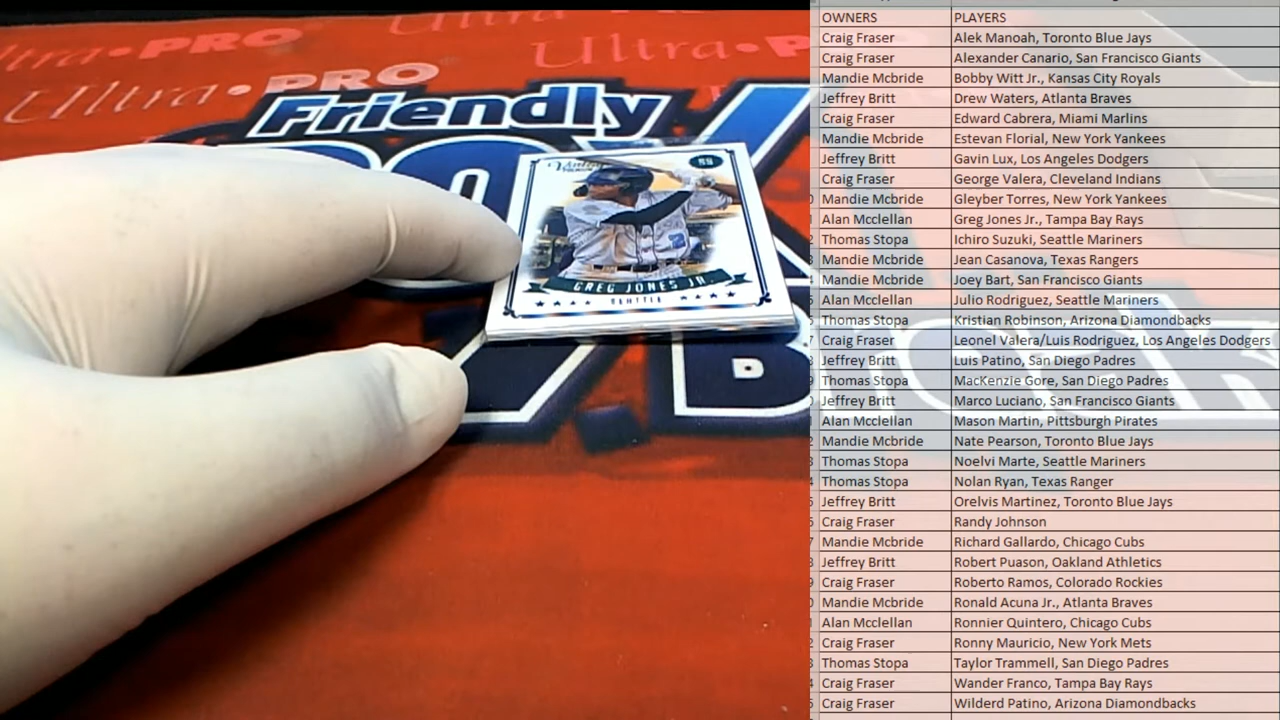 Ultra PRO
Ultra PRO
Ultra PRO
Friendly
BOX
Vintage
99
GREG JONES JR.
SEATTLE
OWNERS PLAYERS
Craig Fraser Alek Manoah, Toronto Blue Jays
Craig Fraser Alexander Canario, San Francisco Giants
Mandie Mcbride Bobby Witt Jr., Kansas City Royals
Jeffrey Britt Drew Waters, Atlanta Braves
Craig Fraser Edward Cabrera, Miami Marlins
Mandie Mcbride Estevan Florial, New York Yankees
Jeffrey Britt Gavin Lux, Los Angeles Dodgers
Craig Fraser George Valera, Cleveland Indians
Mandie Mcbride Gleyber Torres, New York Yankees
Alan Mcclellan Greg Jones Jr., Tampa Bay Rays
Thomas Stopa Ichiro Suzuki, Seattle Mariners
Mandie Mcbride Jean Casanova, Texas Rangers
Mandie Mcbride Joey Bart, San Francisco Giants
Alan Mcclellan Julio Rodriguez, Seattle Mariners
Thomas Stopa Kristian Robinson, Arizona Diamondbacks
Craig Fraser Leonel Valera/Luis Rodriguez, Los Angeles Dodgers
Jeffrey Britt Luis Patino, San Diego Padres
Thomas Stopa MacKenzie Gore, San Diego Padres
Jeffrey Britt Marco Luciano, San Francisco Giants
Alan Mcclellan Mason Martin, Pittsburgh Pirates
Mandie Mcbride Nate Pearson, Toronto Blue Jays
Thomas Stopa Noelvi Marte, Seattle Mariners
Thomas Stopa Nolan Ryan, Texas Ranger
Jeffrey Britt Orelvis Martinez, Toronto Blue Jays
Craig Fraser Randy Johnson
Mandie Mcbride Richard Gallardo, Chicago Cubs
Jeffrey Britt Robert Puason, Oakland Athletics
Craig Fraser Roberto Ramos, Colorado Rockies
Mandie Mcbride Ronald Acuna Jr., Atlanta Braves
Alan Mcclellan Ronnier Quintero, Chicago Cubs
Craig Fraser Ronny Mauricio, New York Mets
Thomas Stopa Taylor Trammell, San Diego Padres
Craig Fraser Wander Franco, Tampa Bay Rays
Craig Fraser Wilderd Patino, Arizona Diamondbacks